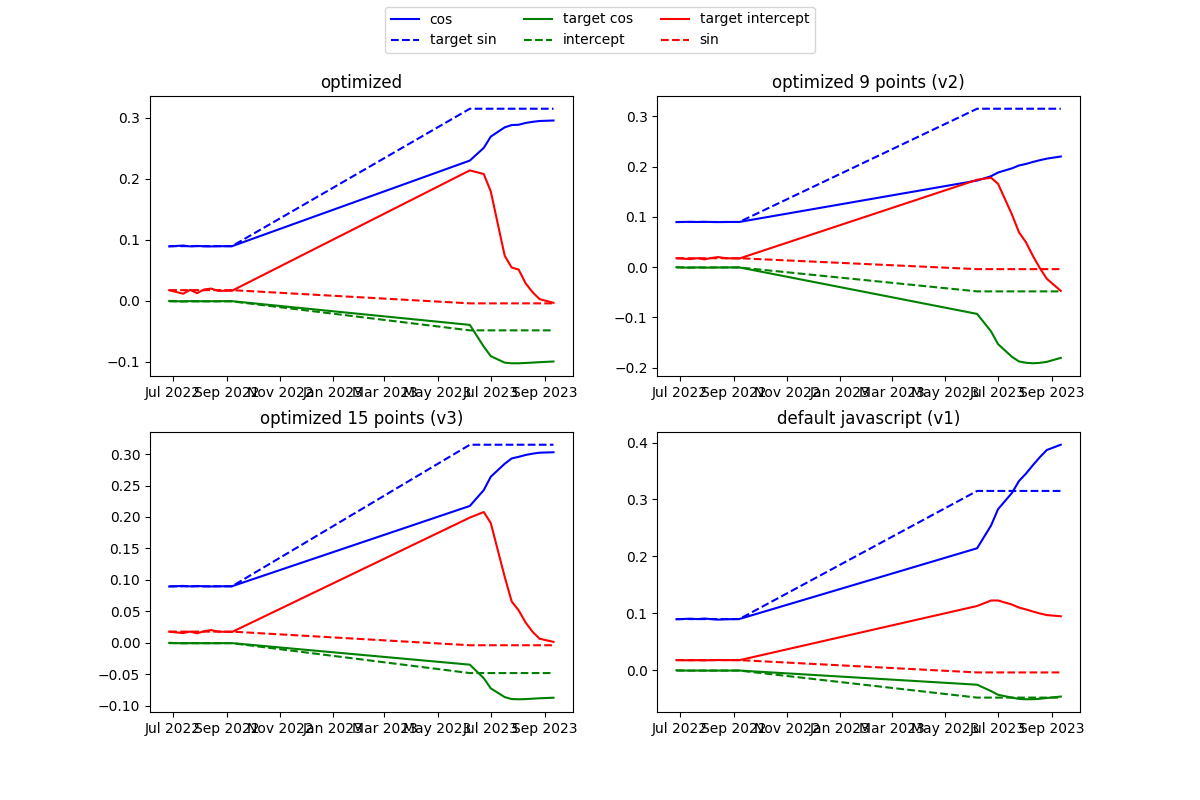 cos target cos target intercept
target sin intercept sin
optimized
0.3
0.2
0.1
0.0
−0.1
Jul 2022 Sep 2022 Nov 2022 Jan 2023 Mar 2023 May 2023 Jul 2023 Sep 2023
optimized 9 points (v2)
0.3
0.2
0.1
0.0
−0.1
−0.2
Jul 2022 Sep 2022 Nov 2022 Jan 2023 Mar 2023 May 2023 Jul 2023 Sep 2023
optimized 15 points (v3)
0.30
0.25
0.20
0.15
0.10
0.05
0.00
−0.05
−0.10
Jul 2022 Sep 2022 Nov 2022 Jan 2023 Mar 2023 May 2023 Jul 2023 Sep 2023
default javascript (v1)
0.4
0.3
0.2
0.1
0.0
Jul 2022 Sep 2022 Nov 2022 Jan 2023 Mar 2023 May 2023 Jul 2023 Sep 2023